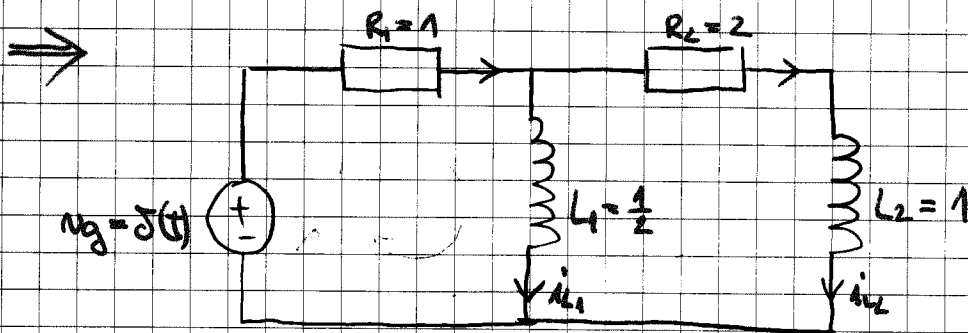 R₁=1
R₂=2
+
-
vg=δ(t)
L₁=1/2
L₂=1
iL₁
iL₂